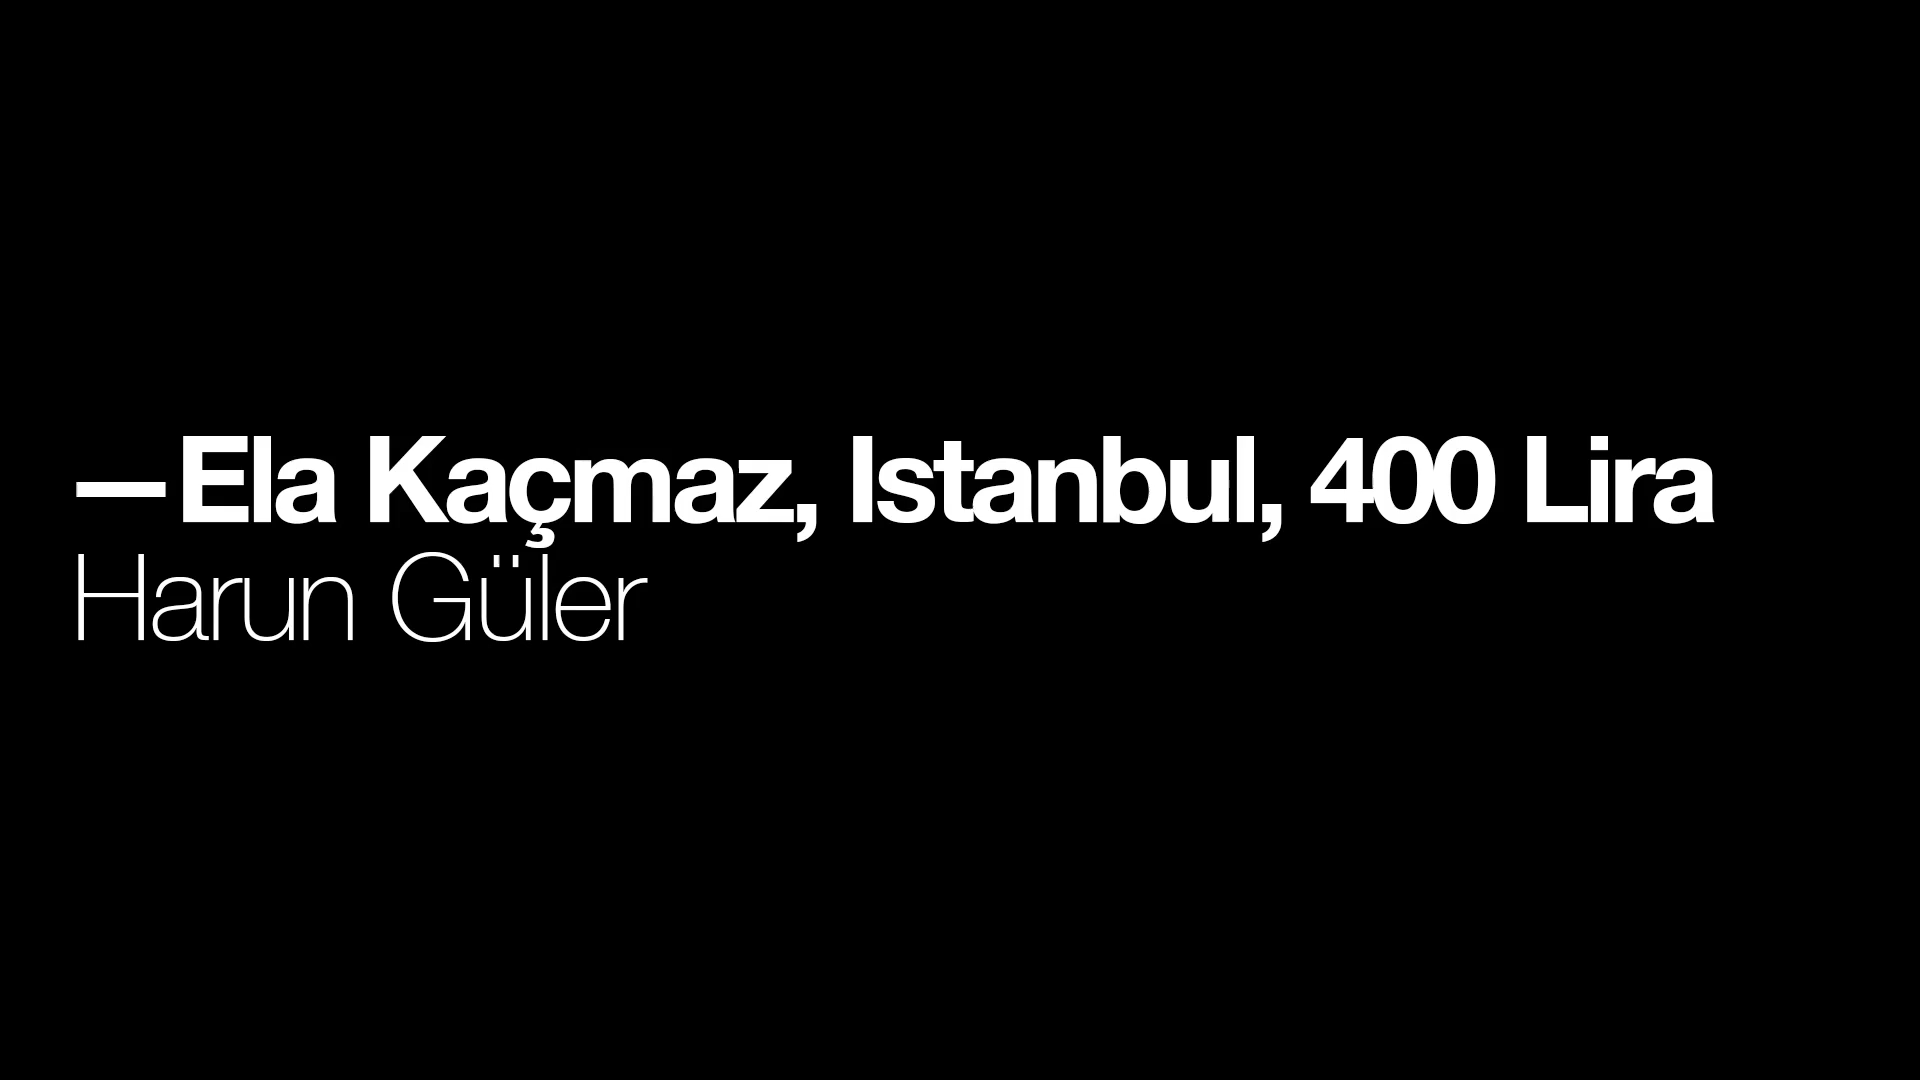 —Ela Kaçmaz, Istanbul, 400 Lira
Harun Güler